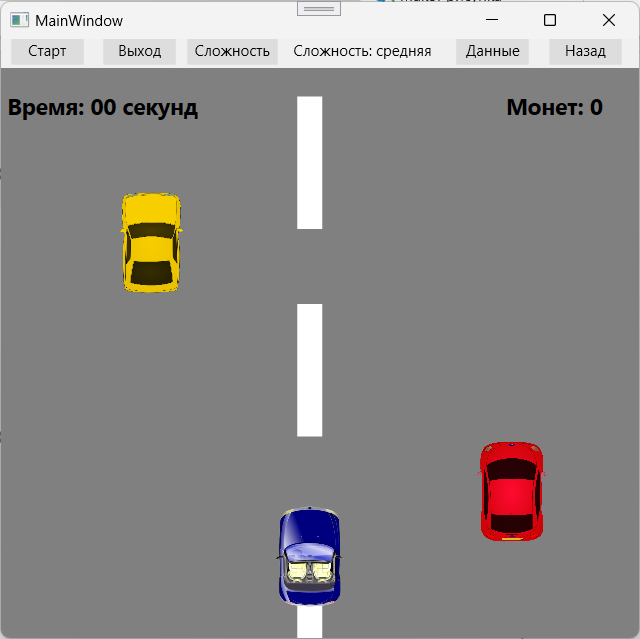 MainWindow
Старт Выход Сложность Сложность: средняя Данные Назад
Время: 00 секунд Монет: 0